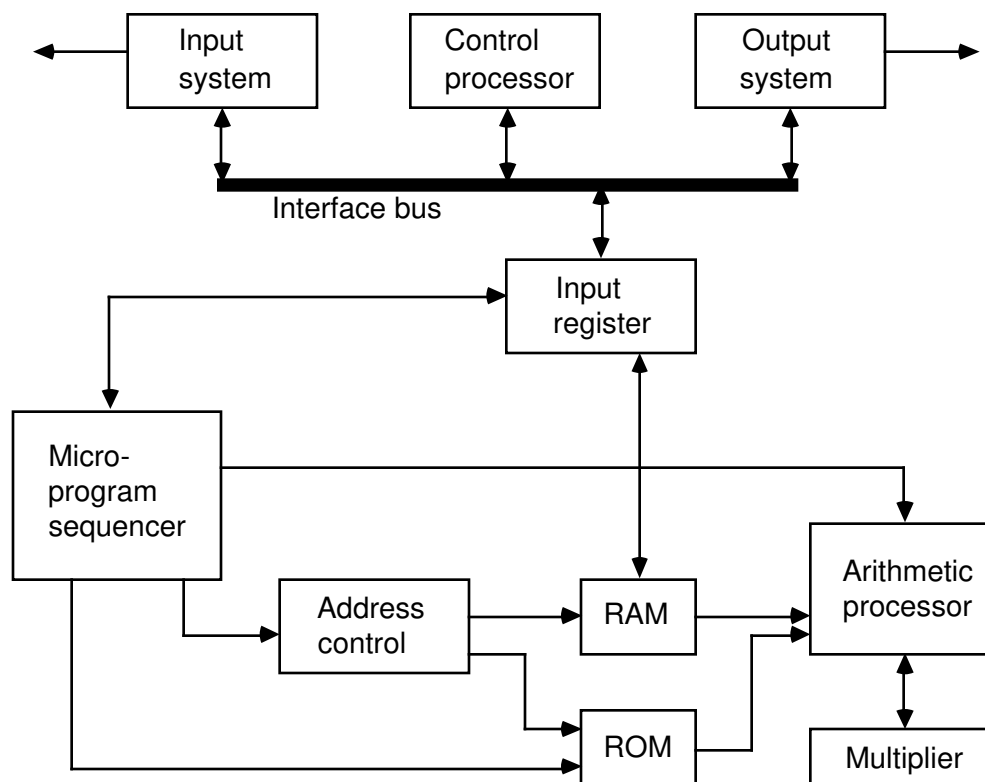 Input
system
Control
processor
Output
system
Interface bus
Input
register
Micro-
program
sequencer
Address
control
RAM
Arithmetic
processor
ROM
Multiplier